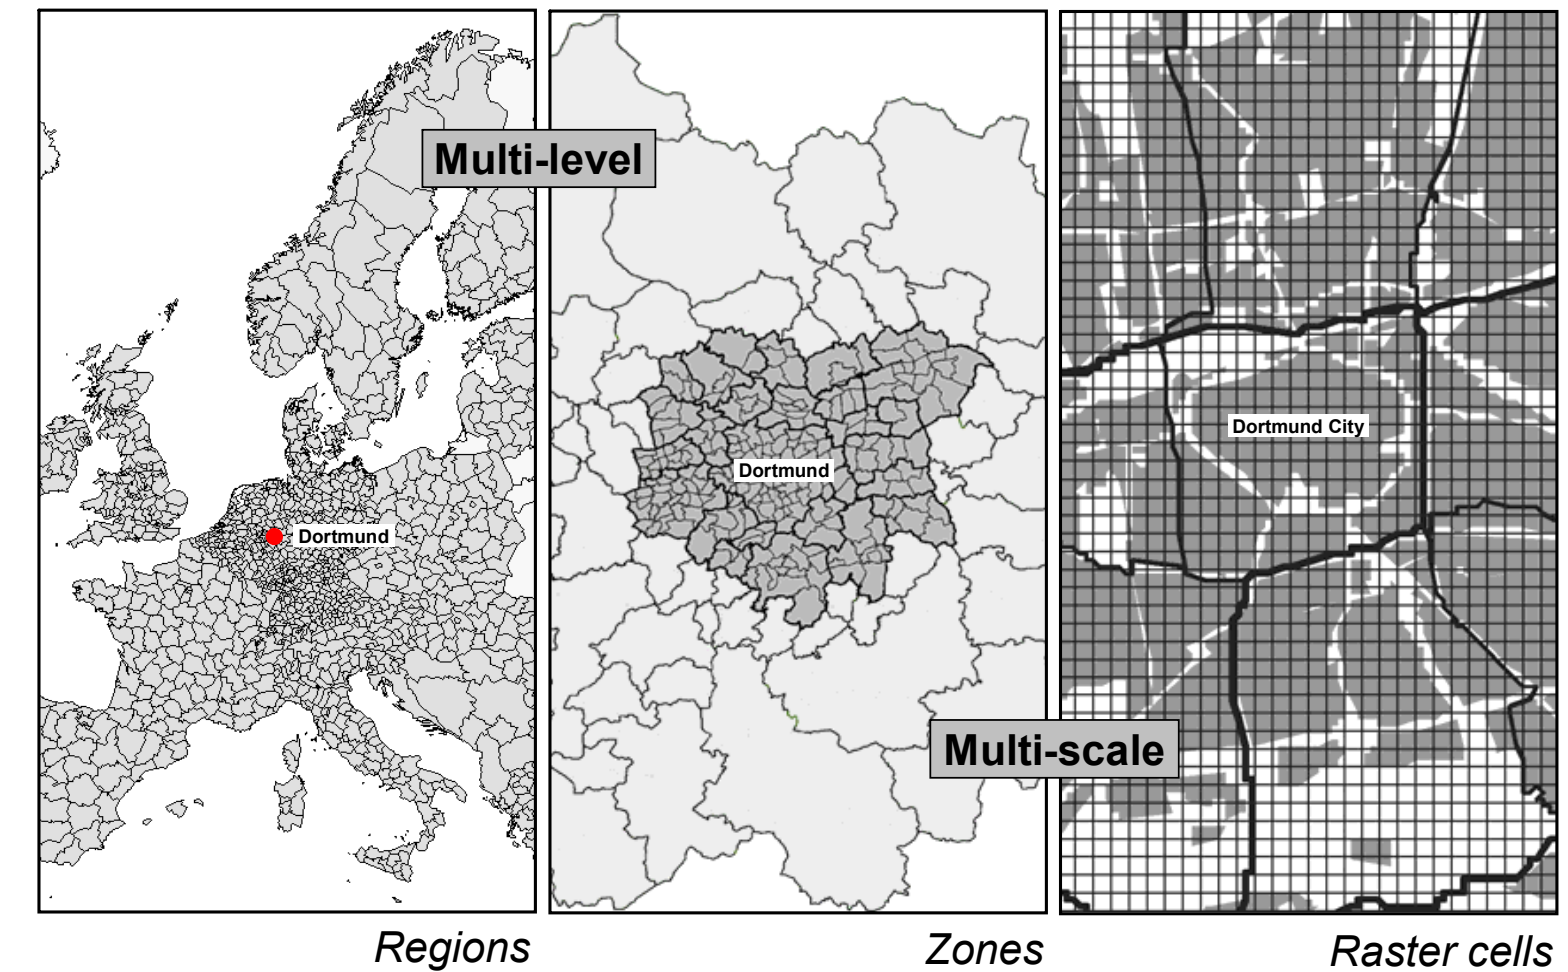 Multi-level
Dortmund
Dortmund
Dortmund City
Multi-scale
Regions
Zones
Raster cells